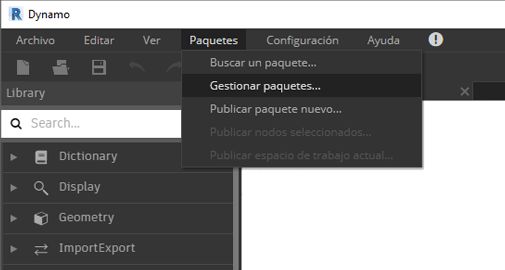 Dynamo
Archivo Editar Ver Paquetes Configuración Ayuda
Buscar un paquete...
Gestionar paquetes...
Publicar paquete nuevo...
Publicar nodos seleccionados...
Publicar espacio de trabajo actual...
Library
Search...
Dictionary
Display
Geometry
ImportExport